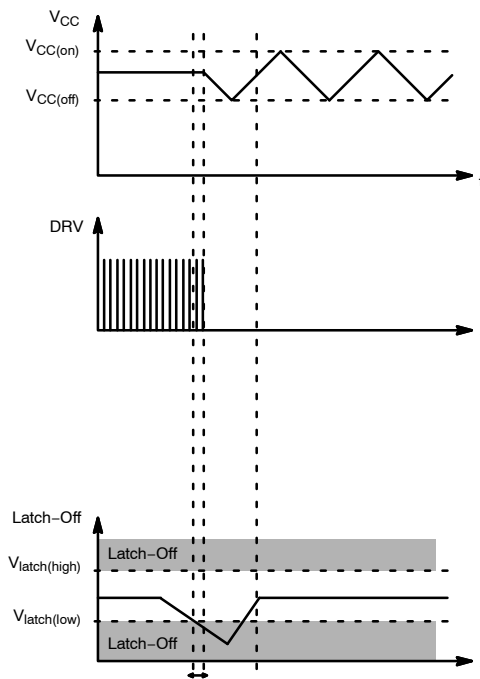 VCC
VCC(on)
VCC(off)
DRV
Latch−Off
Latch−Off
Vlatch(high)
Vlatch(low)
Latch−Off